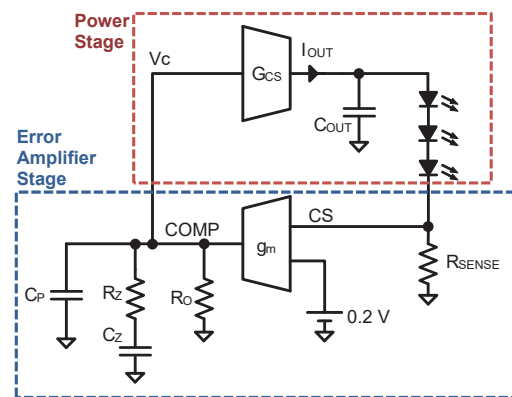 Power
Stage
Vc
GCS
IOUT
COUT
Error
Amplifier
Stage
COMP
gm
CS
CP
RZ
RO
RSENSE
CZ
0.2 V